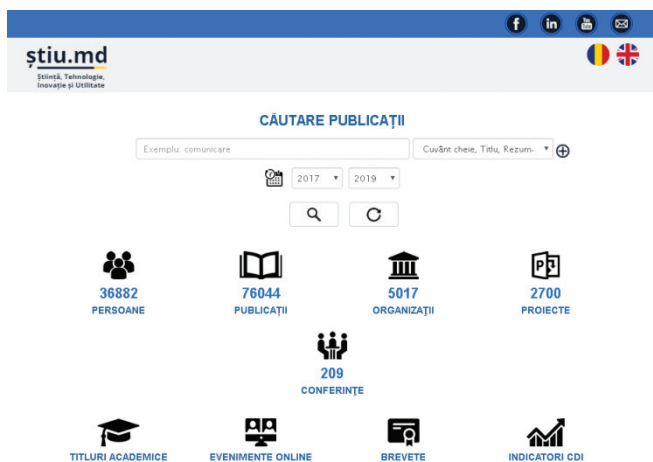 știu.md
Știință, Tehnologie,
Inovație și Utilitate
CĂUTARE PUBLICAȚII
Exemplu: comunicare
Cuvânt cheie, Titlu, Rezum-
2017 2019
36882 76044 5017 2700
PERSOANE PUBLICAȚII ORGANIZAȚII PROIECTE
209
CONFERINȚE
TITLURI ACADEMICE EVENIMENTE ONLINE BREVETE INDICATORI CDI